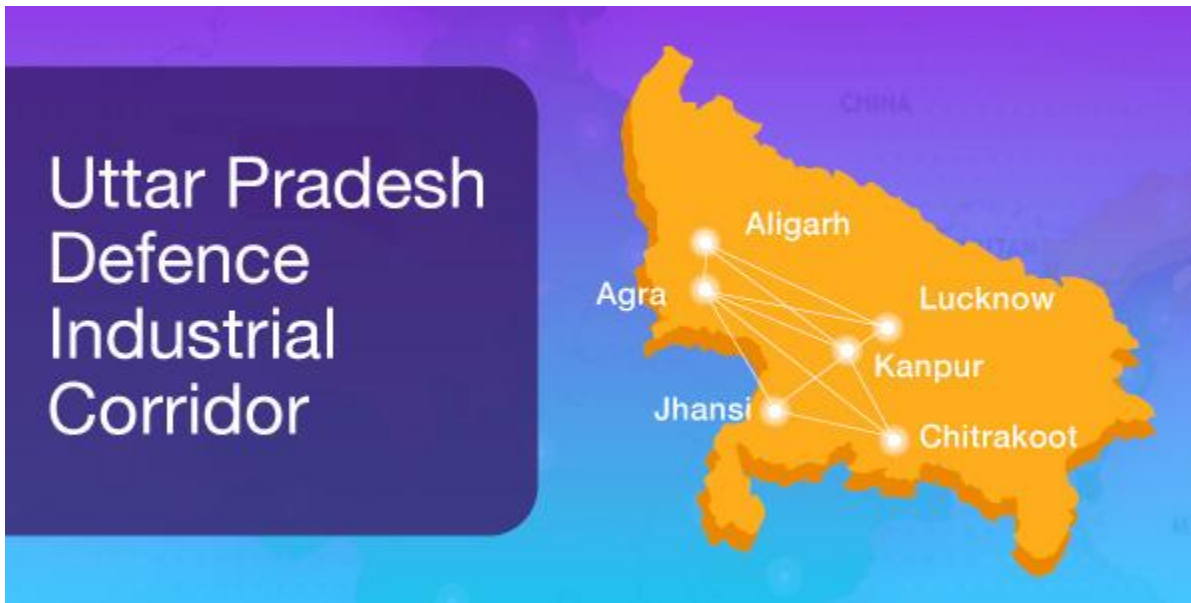 Uttar Pradesh
Defence
Industrial
Corridor
CHINA
Aligarh
Agra
Lucknow
Kanpur
Jhansi
Chitrakoot